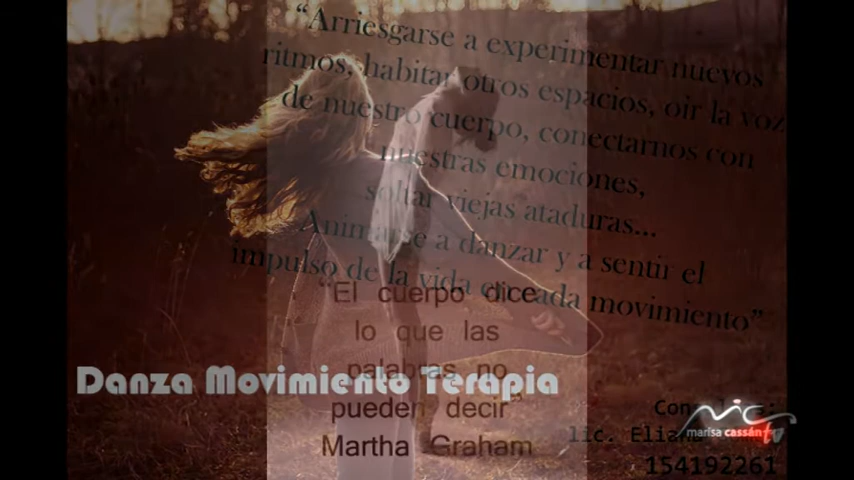 “Arriesgarse a experimentar nuevos
ritmos, habitar otros espacios, oir la voz
de nuestro cuerpo, conectarnos con
nuestras emociones,
soltar viejas ataduras...
Animarse a danzar y a sentir el
impulso de la vida en cada movimiento”
“El cuerpo dice
lo que las
palabras no
pueden decir”
Martha Graham
Danza Movimiento Terapia
lic.
154192261
marisa cassán tv